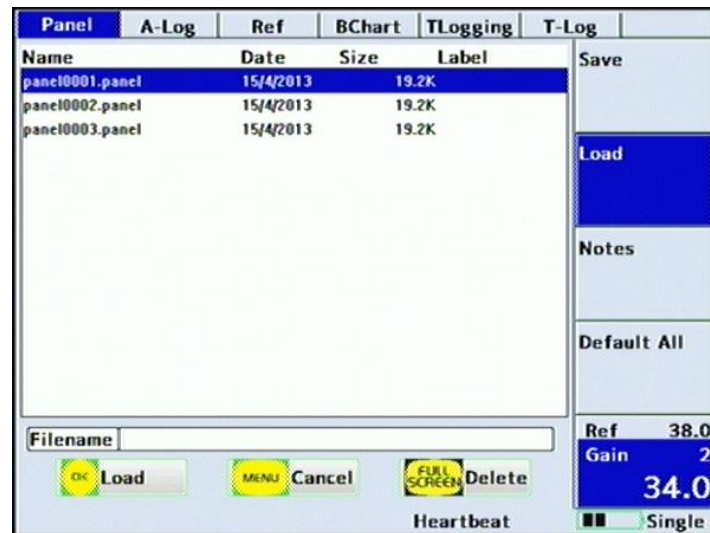 Panel A-Log Ref BChart TLogging T-Log
Name Date Size Label
panel0001.panel 15/4/2013 19.2K
panel0002.panel 15/4/2013 19.2K
panel0003.panel 15/4/2013 19.2K
Filename
OK Load
MENU Cancel
FULL SCREEN Delete
Heartbeat
Save
Load
Notes
Default All
Ref 38.0
Gain 2
34.0
Single